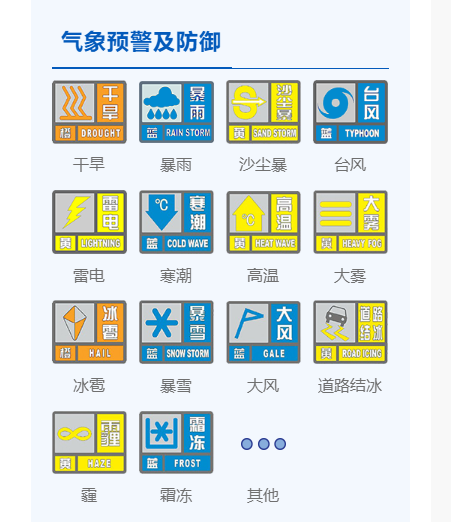 气象预警及防御
干旱
橙 DROUGHT
干旱
暴雨
蓝 RAIN STORM
暴雨
沙尘暴
黄 SAND STORM
沙尘暴
台风
蓝 TYPHOON
台风
雷电
黄 LIGHTNING
雷电
寒潮
℃
蓝 COLD WAVE
寒潮
高温
℃
黄 HEAT WAVE
高温
大雾
黄 HEAVY FOG
大雾
冰雹
橙 HAIL
冰雹
暴雪
蓝 SNOW STORM
暴雪
大风
蓝 GALE
大风
道路结冰
黄 ROAD ICING
道路结冰
霾
黄 HAZE
霾
霜冻
蓝 FROST
霜冻
其他